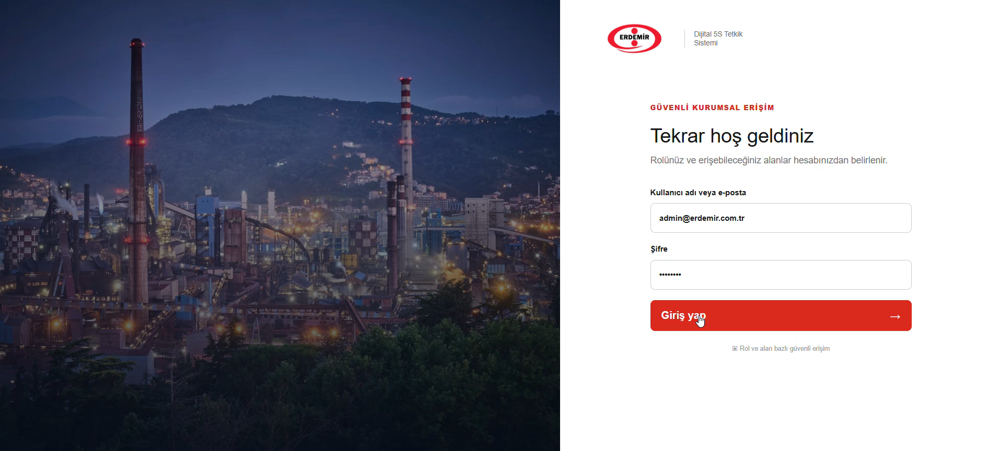 ERDEMİR
ERDEMİR
Dijital 5S Tetkik
Sistemi
GÜVENLİ KURUMSAL ERİŞİM
Tekrar hoş geldiniz
Rolünüz ve erişebileceğiniz alanlar hesabınızdan belirlenir.
Kullanıcı adı veya e-posta
admin@erdemir.com.tr
Şifre
••••••••
Giriş yap →
▣ Rol ve alan bazlı güvenli erişim